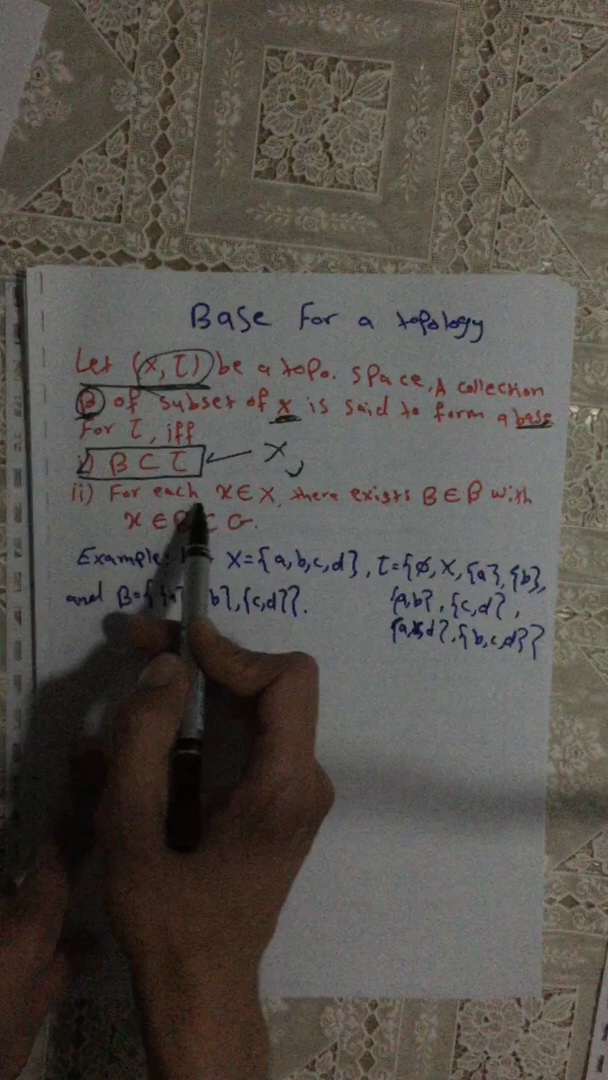 Base For a topology
Let (X, τ) be a topo. space, A collection
β of subset of X is said to form a base
For τ, iff
i) β ⊂ τ X,
ii) For each x ∈ X, there exists B ∈ β with
x ∈ ⊂ G.
Example: X = {a,b,c,d}, τ = {φ, X, {a}, {b},
and β = {{a} b}, {c,d}}. {a,b}, {c,d},
d}, {b,c,d}}